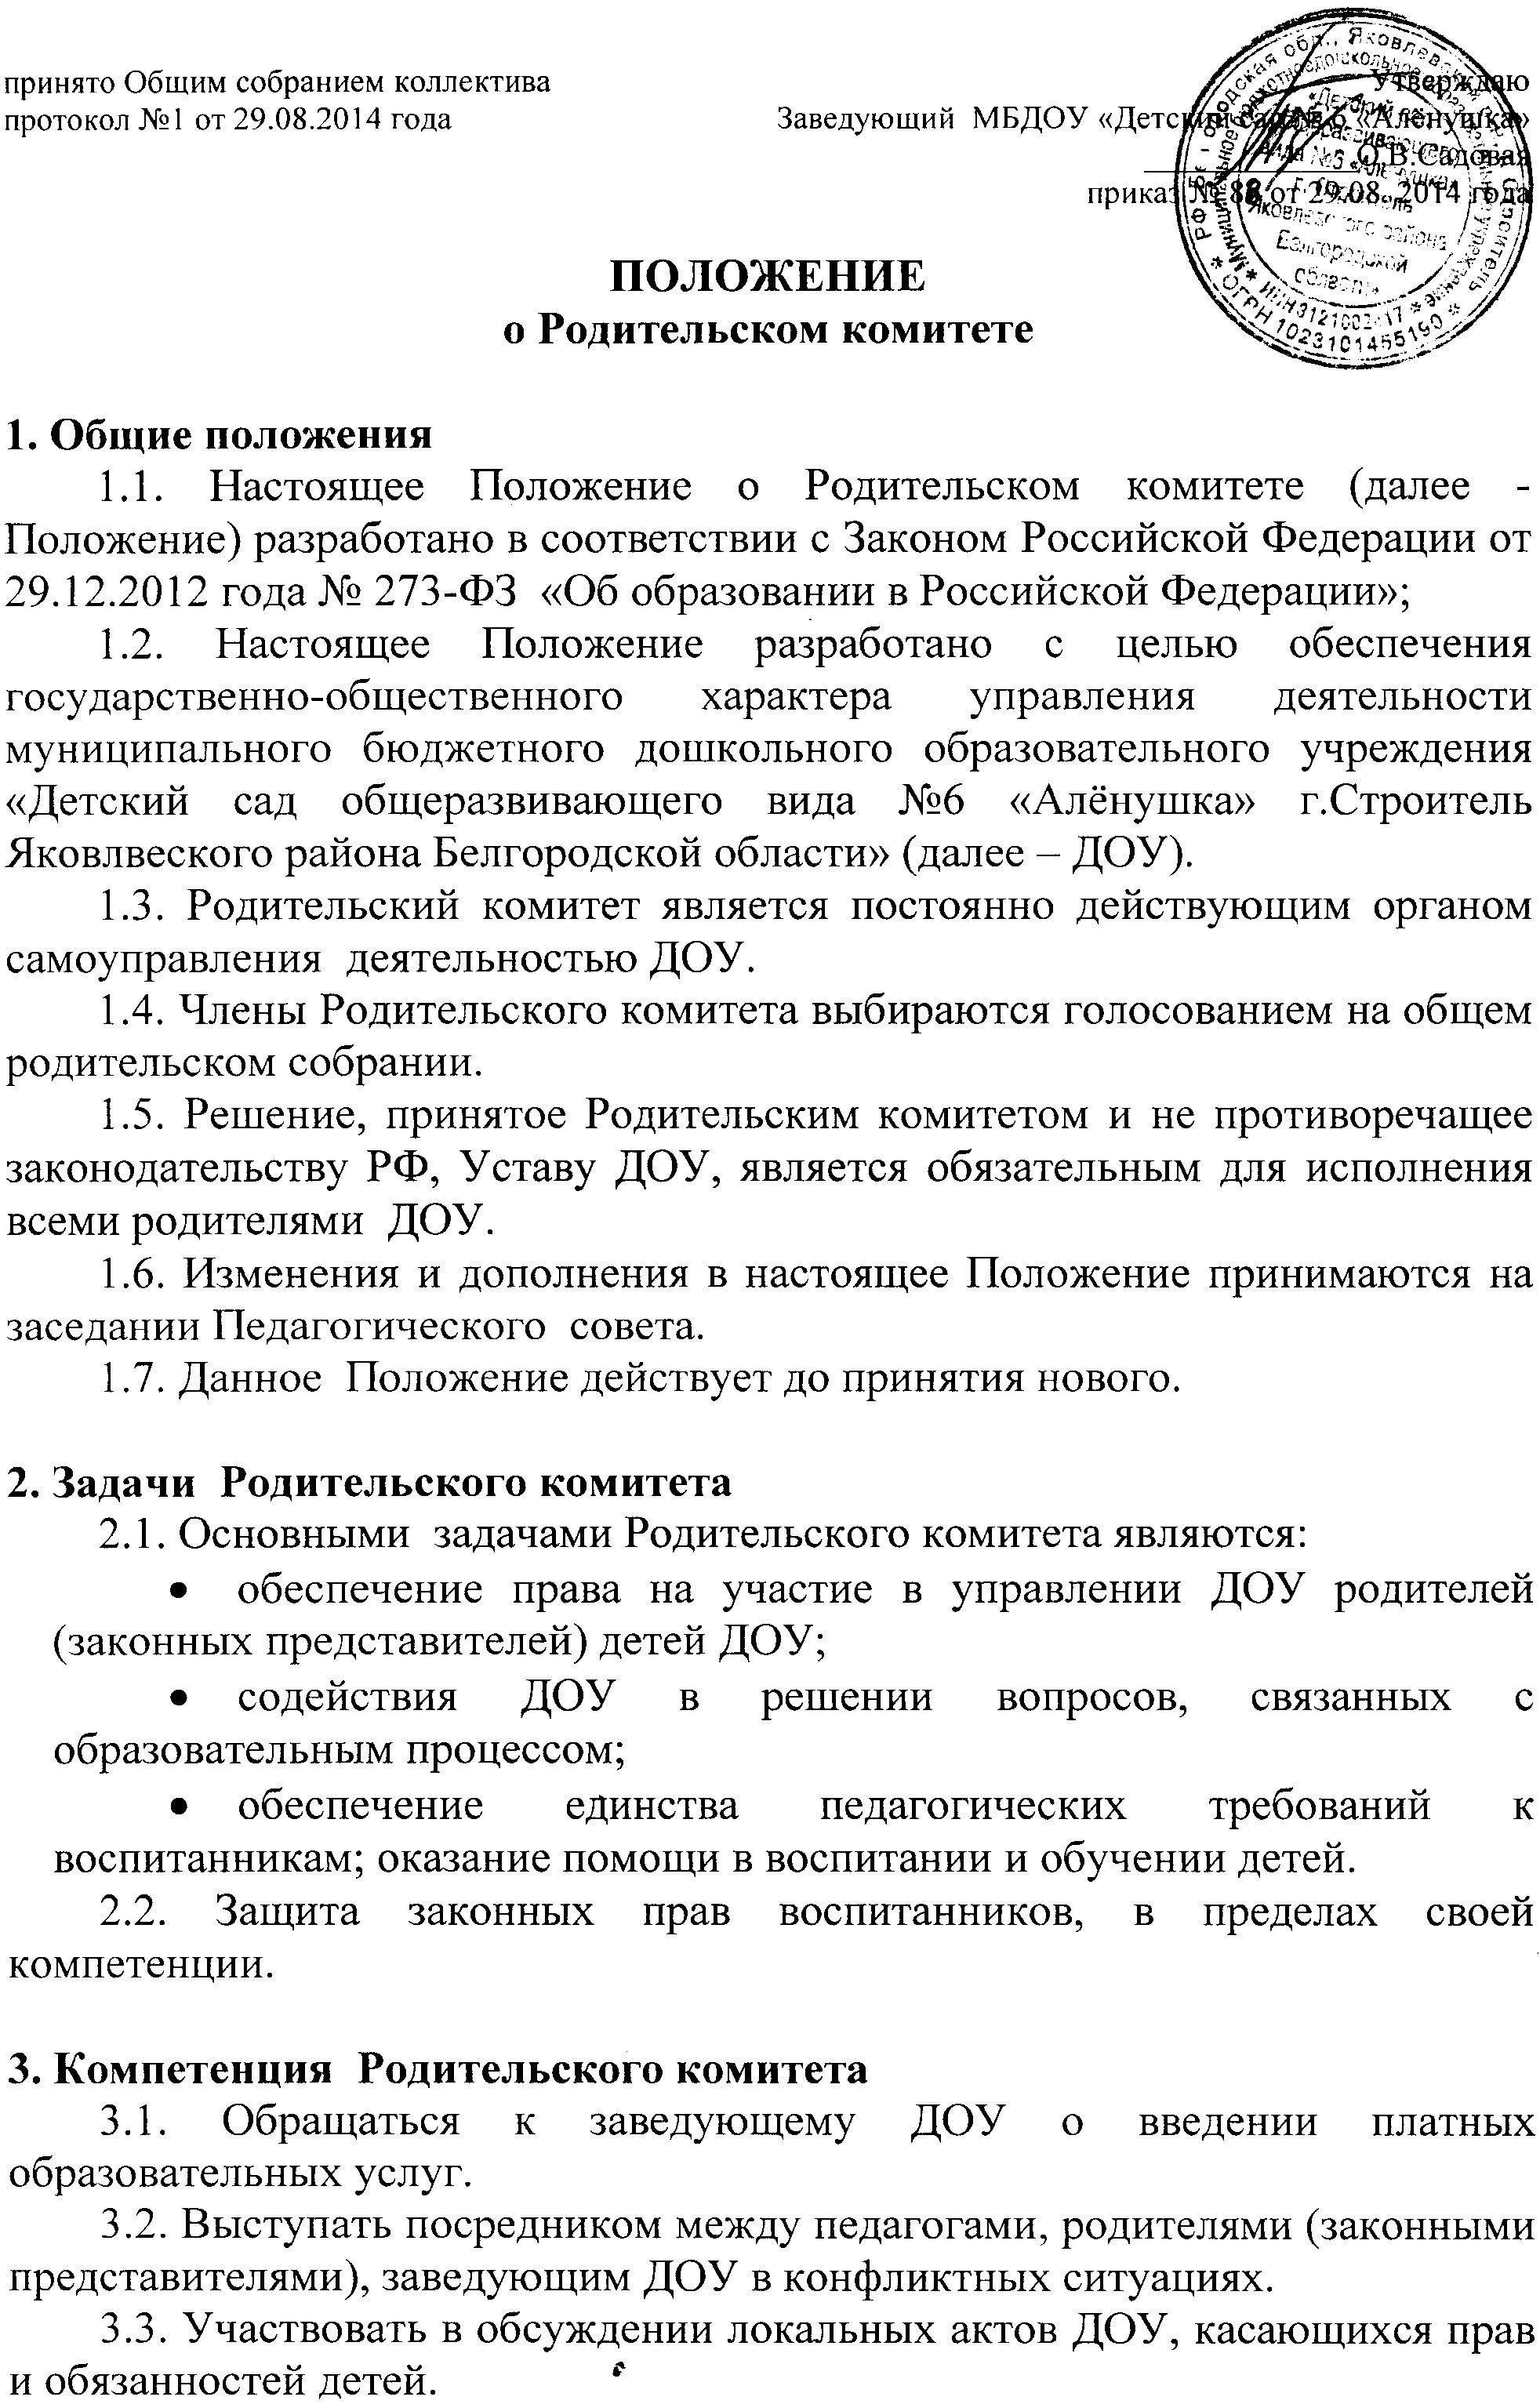 принято Общим собранием коллектива
протокол №1 от 29.08.2014 года
Утверждаю
Заведующий МБДОУ «Детский сад № 6 «Алёнушка»
О.В.Садовая
приказ № 88 от 29.08. 2014 года
ПОЛОЖЕНИЕ
о Родительском комитете
1. Общие положения
1.1. Настоящее Положение о Родительском комитете (далее -
Положение) разработано в соответствии с Законом Российской Федерации от
29.12.2012 года № 273-ФЗ «Об образовании в Российской Федерации»;
1.2. Настоящее Положение разработано с целью обеспечения
государственно-общественного характера управления деятельности
муниципального бюджетного дошкольного образовательного учреждения
«Детский сад общеразвивающего вида №6 «Алёнушка» г.Строитель
Яковлвеского района Белгородской области» (далее – ДОУ).
1.3. Родительский комитет является постоянно действующим органом
самоуправления деятельностью ДОУ.
1.4. Члены Родительского комитета выбираются голосованием на общем
родительском собрании.
1.5. Решение, принятое Родительским комитетом и не противоречащее
законодательству РФ, Уставу ДОУ, является обязательным для исполнения
всеми родителями ДОУ.
1.6. Изменения и дополнения в настоящее Положение принимаются на
заседании Педагогического совета.
1.7. Данное Положение действует до принятия нового.
2. Задачи Родительского комитета
2.1. Основными задачами Родительского комитета являются:
• обеспечение права на участие в управлении ДОУ родителей
(законных представителей) детей ДОУ;
• содействия ДОУ в решении вопросов, связанных с
образовательным процессом;
• обеспечение единства педагогических требований к
воспитанникам; оказание помощи в воспитании и обучении детей.
2.2. Защита законных прав воспитанников, в пределах своей
компетенции.
3. Компетенция Родительского комитета
3.1. Обращаться к заведующему ДОУ о введении платных
образовательных услуг.
3.2. Выступать посредником между педагогами, родителями (законными
представителями), заведующим ДОУ в конфликтных ситуациях.
3.3. Участвовать в обсуждении локальных актов ДОУ, касающихся прав
и обязанностей детей.
ОГРН 1023101455190
Яковлевского района
Белгородской
области»